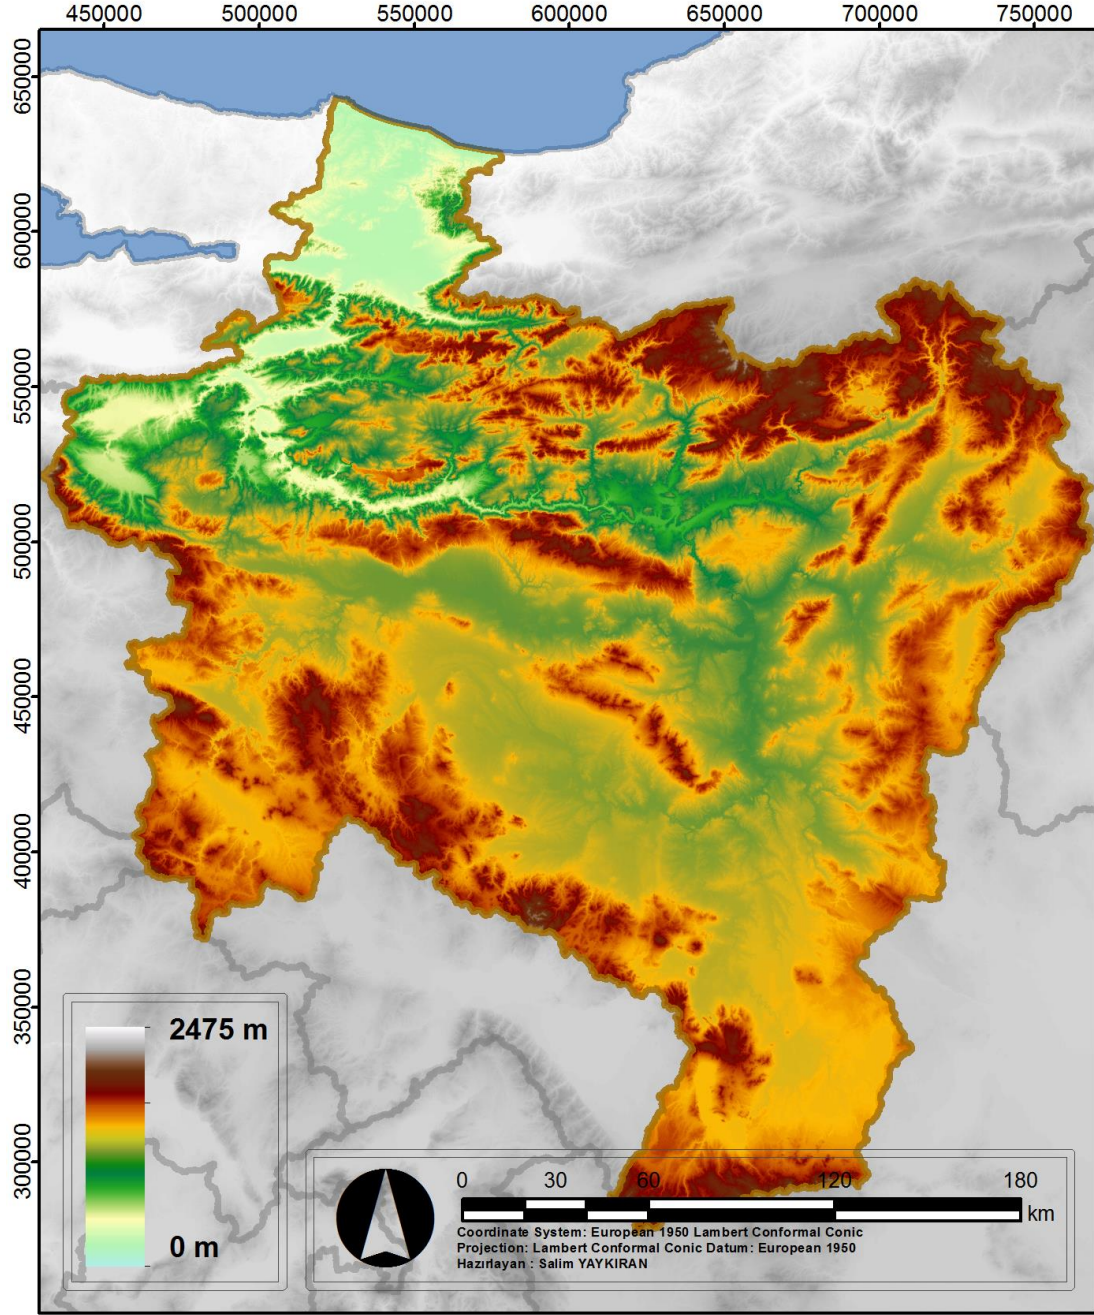 450000 500000 550000 600000 650000 700000 750000
650000
600000
550000
500000
450000
400000
350000
300000
2475 m
0 m
0 30 60 120 180
km
Coordinate System: European 1950 Lambert Conformal Conic
Projection: Lambert Conformal Conic Datum: European 1950
Hazırlayan : Salim YAYKIRAN